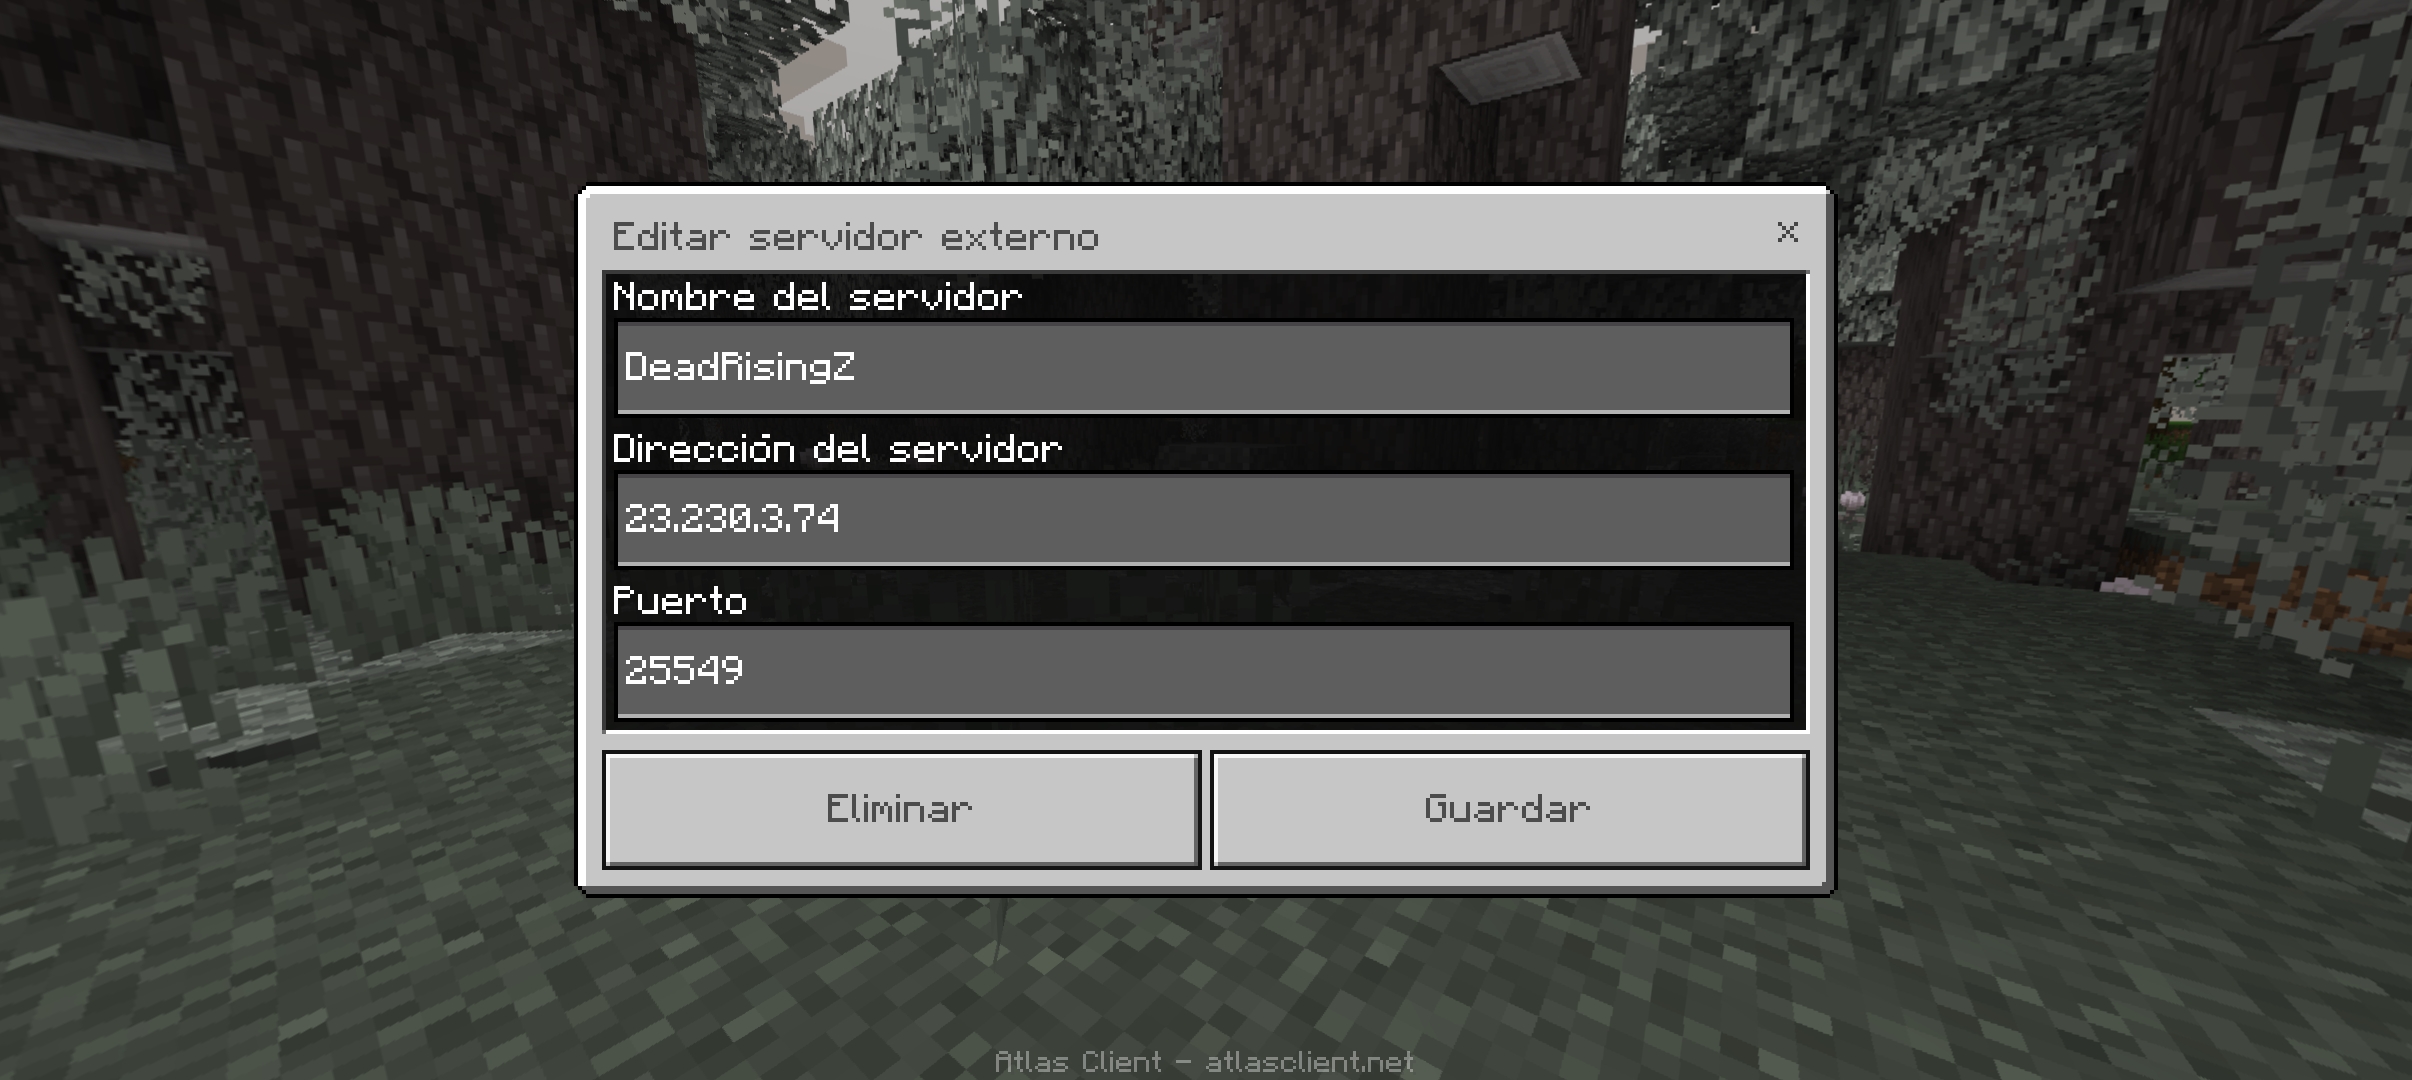 Editar servidor externo
Nombre del servidor
DeadRisingZ
Dirección del servidor
23.230.3.74
Puerto
25549
Eliminar
Guardar
Atlas Client - atlasclient.net